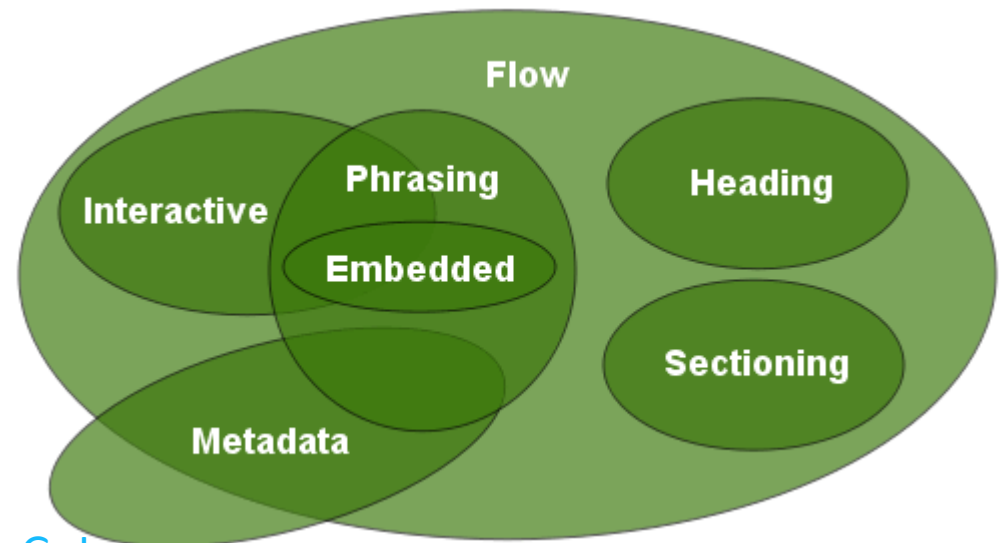 Flow
Phrasing
Heading
Interactive
Embedded
Sectioning
Metadata